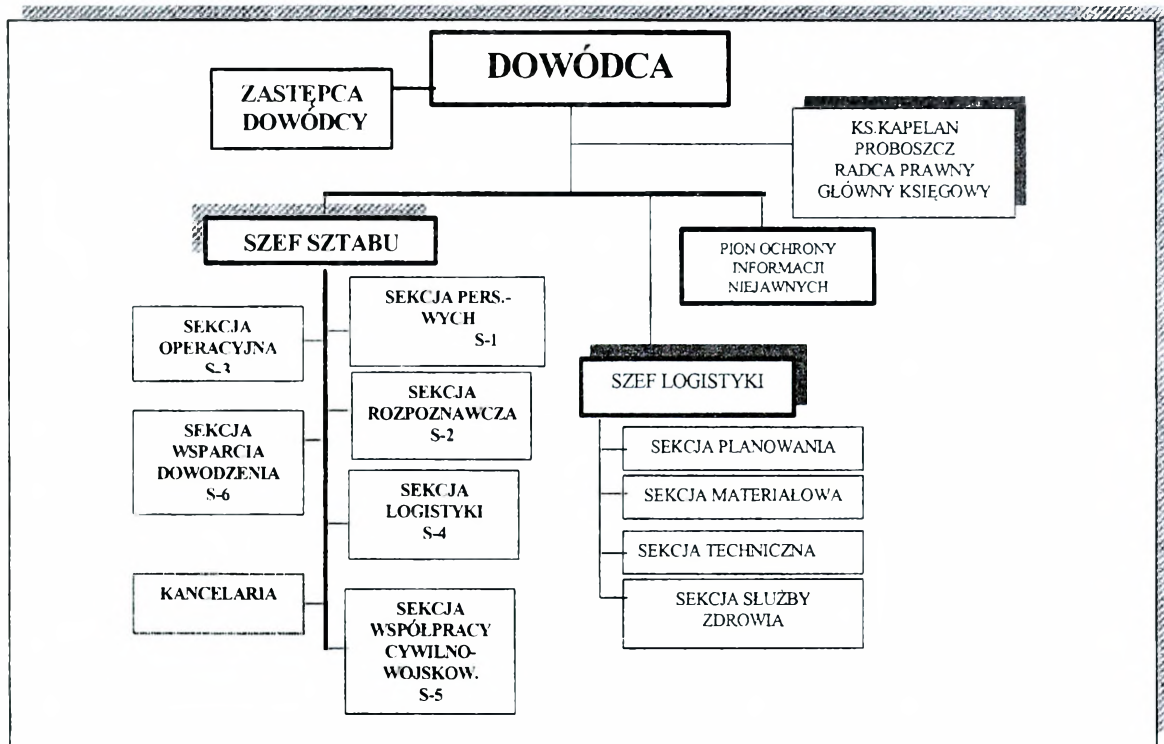 DOWÓDCA
ZASTĘPCA
DOWÓDCY
KS.KAPELAN
PROBOSZCZ
RADCA PRAWNY
GŁÓWNY KSIĘGOWY
SZEF SZTABU
PION OCHRONY
INFORMACJI
NIEJAWNYCH
SEKCJA PERS.-
WYCH
S-1
SEKCJA
OPERACYJNA
S-3
SEKCJA
ROZPOZNAWCZA
S-2
SEKCJA
WSPARCIA
DOWODZENIA
S-6
SEKCJA
LOGISTYKI
S-4
KANCELARIA
SEKCJA
WSPÓŁPRACY
CYWILNO-
WOJSKOW.
S-5
SZEF LOGISTYKI
SEKCJA PLANOWANIA
SEKCJA MATERIAŁOWA
SEKCJA TECHNICZNA
SEKCJA SŁUŻBY
ZDROWIA